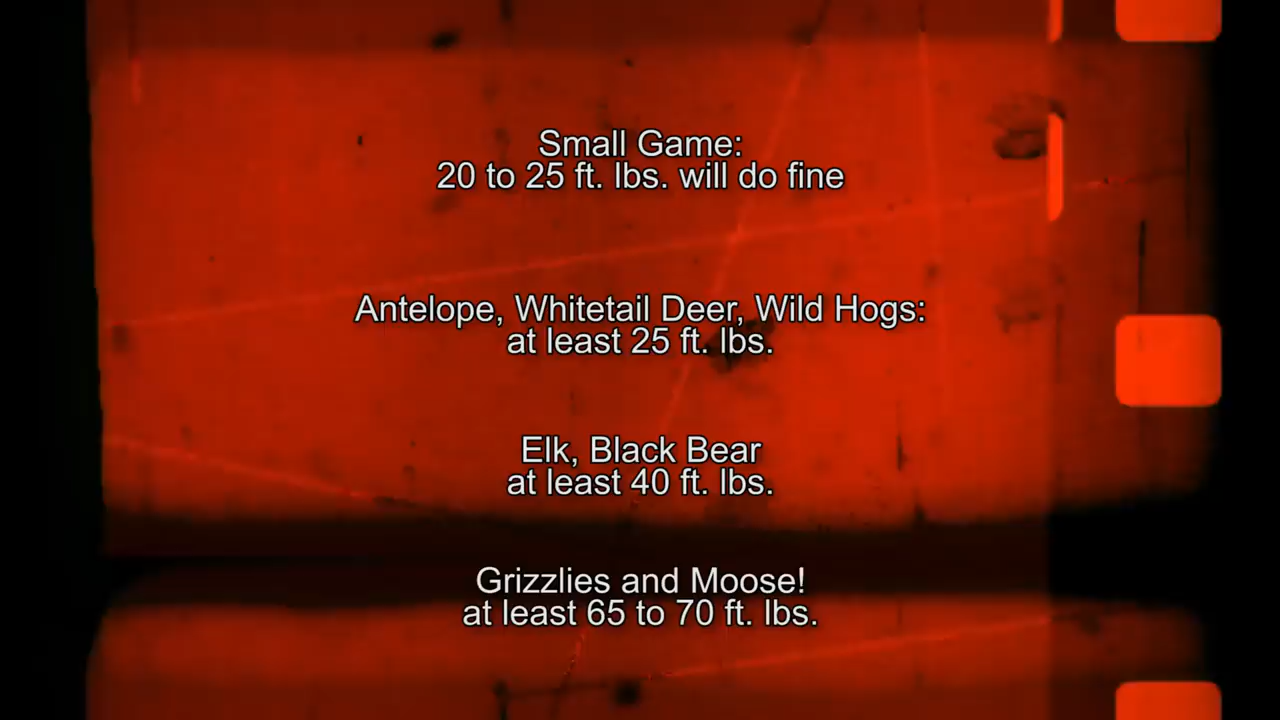 Small Game:
20 to 25 ft. lbs. will do fine
Antelope, Whitetail Deer, Wild Hogs:
at least 25 ft. lbs.
Elk, Black Bear
at least 40 ft. lbs.
Grizzlies and Moose!
at least 65 to 70 ft. lbs.